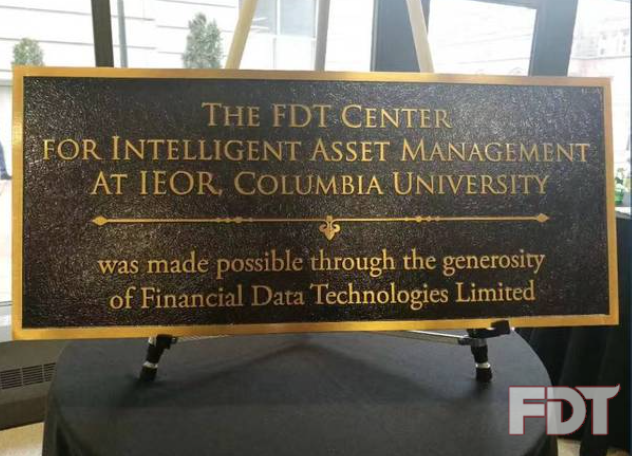 THE FDT CENTER
FOR INTELLIGENT ASSET MANAGEMENT
AT IEOR, COLUMBIA UNIVERSITY
was made possible through the generosity
of Financial Data Technologies Limited
FDT